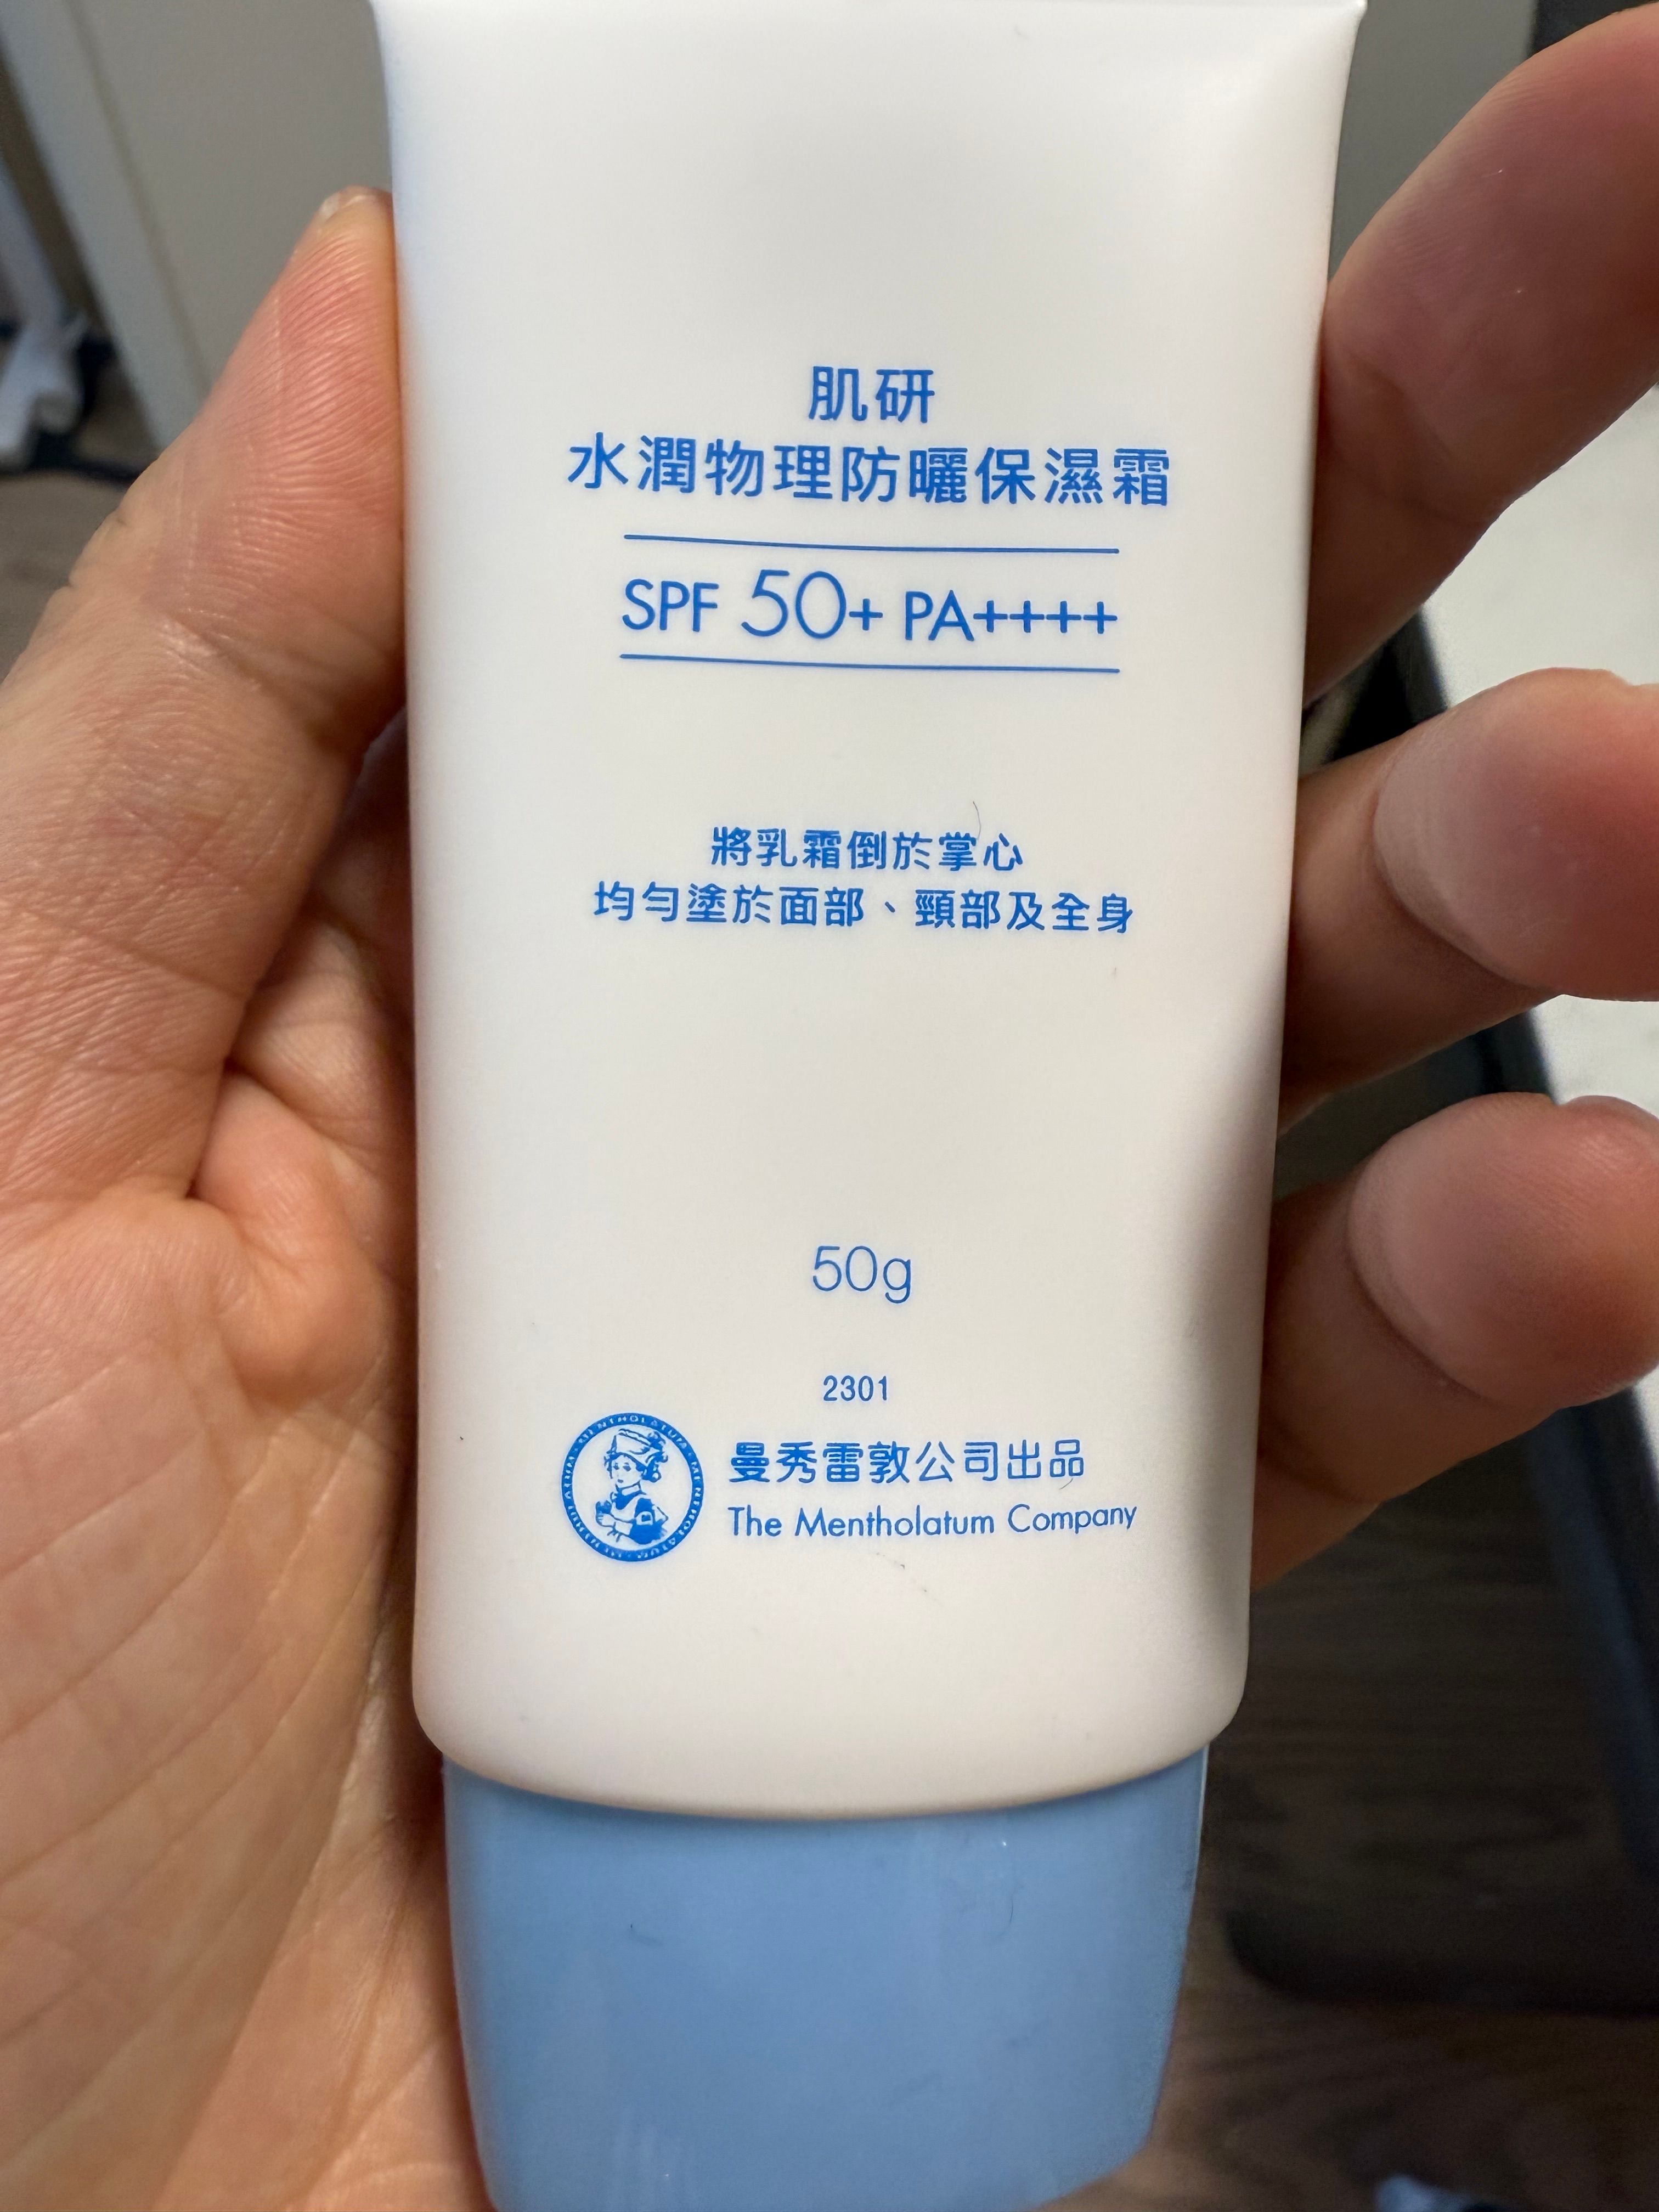 肌研
水潤物理防曬保濕霜
SPF 50+ PA++++
將乳霜倒於掌心
均勻塗於面部、頸部及全身
50g
2301
曼秀雷敦公司出品
The Mentholatum Company